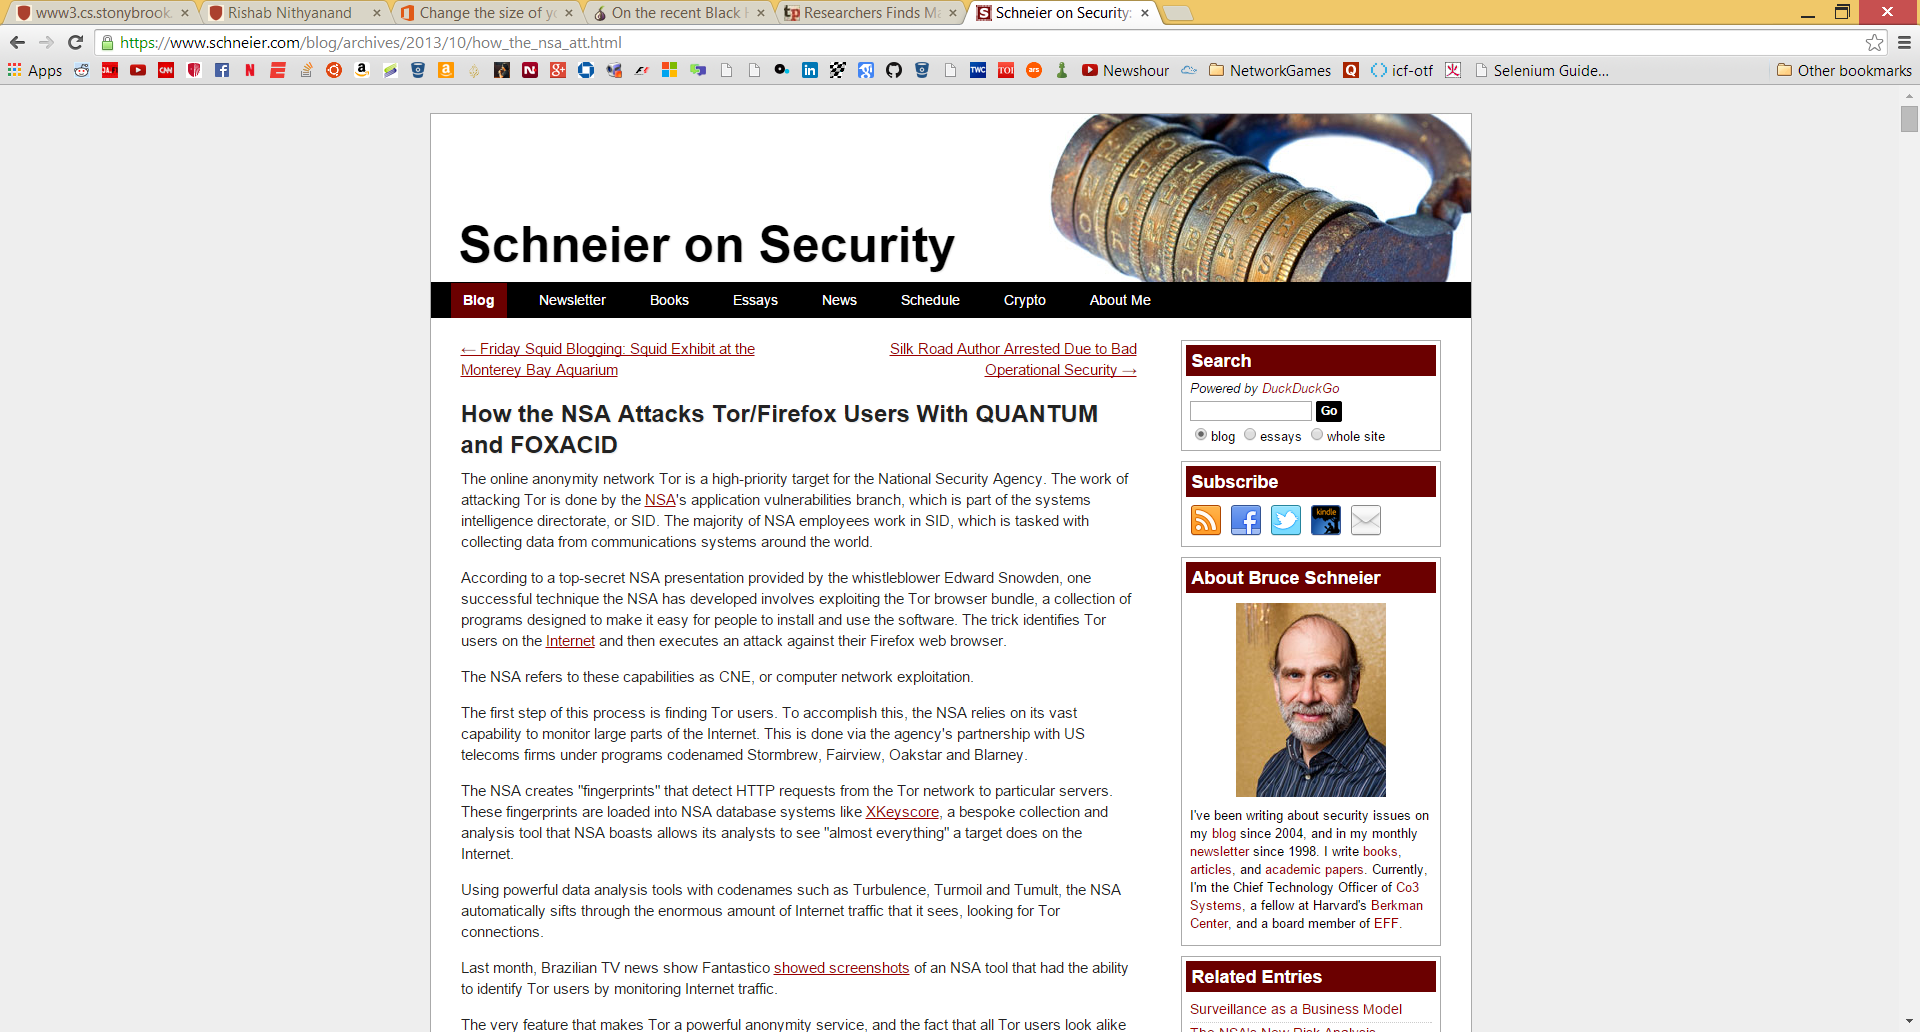 www3.cs.stonybrook.
Rishab Nithyanand
Change the size of yo
On the recent Black
Researchers Finds Ma
Schneier on Security:
https://www.schneier.com/blog/archives/2013/10/how_the_nsa_att.html
Apps
Newshour
NetworkGames
icf-otf
Selenium Guide...
Other bookmarks
Schneier on Security
Blog
Newsletter
Books
Essays
News
Schedule
Crypto
About Me
← Friday Squid Blogging: Squid Exhibit at the
Monterey Bay Aquarium
Silk Road Author Arrested Due to Bad
Operational Security →
How the NSA Attacks Tor/Firefox Users With QUANTUM
and FOXACID
The online anonymity network Tor is a high-priority target for the National Security Agency. The work of
attacking Tor is done by the NSA's application vulnerabilities branch, which is part of the systems
intelligence directorate, or SID. The majority of NSA employees work in SID, which is tasked with
collecting data from communications systems around the world.
According to a top-secret NSA presentation provided by the whistleblower Edward Snowden, one
successful technique the NSA has developed involves exploiting the Tor browser bundle, a collection of
programs designed to make it easy for people to install and use the software. The trick identifies Tor
users on the Internet and then executes an attack against their Firefox web browser.
The NSA refers to these capabilities as CNE, or computer network exploitation.
The first step of this process is finding Tor users. To accomplish this, the NSA relies on its vast
capability to monitor large parts of the Internet. This is done via the agency's partnership with US
telecoms firms under programs codenamed Stormbrew, Fairview, Oakstar and Blarney.
The NSA creates "fingerprints" that detect HTTP requests from the Tor network to particular servers.
These fingerprints are loaded into NSA database systems like XKeyscore, a bespoke collection and
analysis tool that NSA boasts allows its analysts to see "almost everything" a target does on the
Internet.
Using powerful data analysis tools with codenames such as Turbulence, Turmoil and Tumult, the NSA
automatically sifts through the enormous amount of Internet traffic that it sees, looking for Tor
connections.
Last month, Brazilian TV news show Fantastico showed screenshots of an NSA tool that had the ability
to identify Tor users by monitoring Internet traffic.
The very feature that makes Tor a powerful anonymity service, and the fact that all Tor users look alike
Search
Powered by DuckDuckGo
Go
blog
essays
whole site
Subscribe
kindle
About Bruce Schneier
I've been writing about security issues on
my blog since 2004, and in my monthly
newsletter since 1998. I write books,
articles, and academic papers. Currently,
I'm the Chief Technology Officer of Co3
Systems, a fellow at Harvard's Berkman
Center, and a board member of EFF.
Related Entries
Surveillance as a Business Model
The NSA's New Risk Analysis